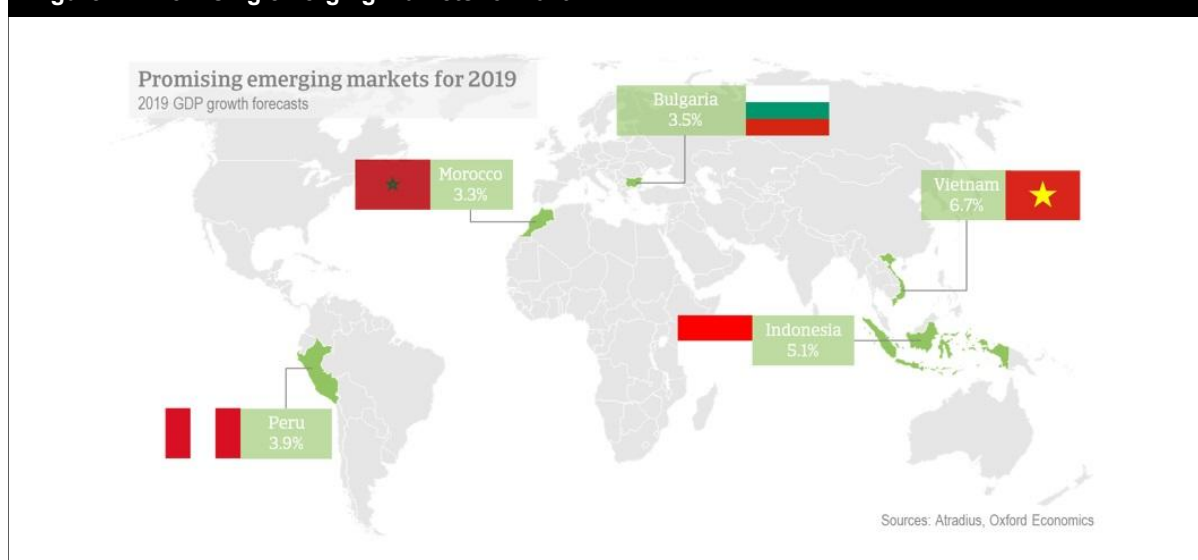 Promising emerging markets for 2019
2019 GDP growth forecasts
Bulgaria
3.5%
Morocco
3.3%
Vietnam
6.7%
Indonesia
5.1%
Peru
3.9%
Sources: Atradius, Oxford Economics